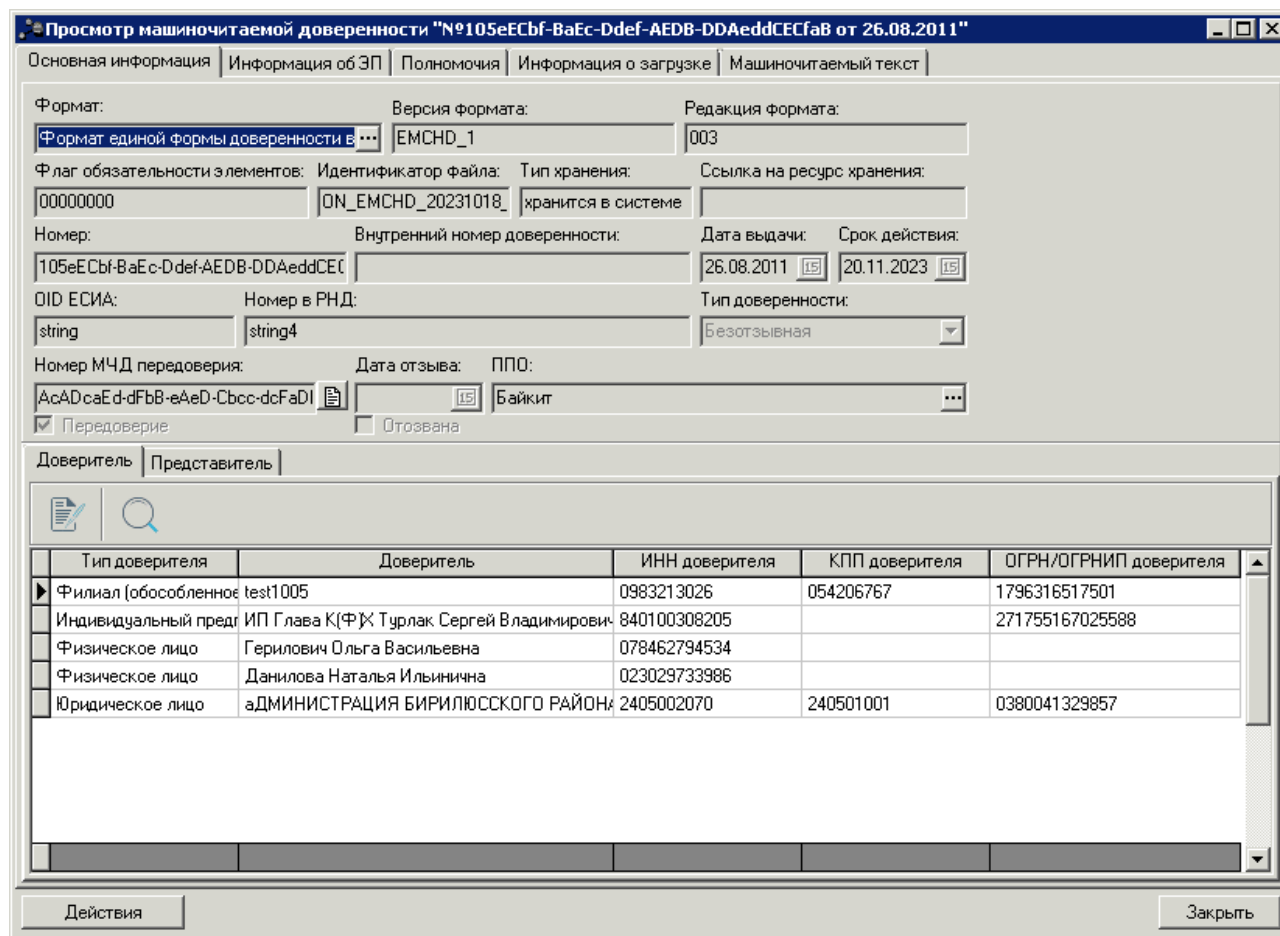 Просмотр машиночитаемой доверенности "№105eECbf-BaEc-Ddef-AEDB-DDAeddCECfaB от 26.08.2011"
Основная информация Информация об ЭП Полномочия Информация о загрузке Машиночитаемый текст
Формат: Версия формата: Редакция формата:
Формат единой формы доверенности в ... EMCHD_1 003
Флаг обязательности элементов: Идентификатор файла: Тип хранения: Ссылка на ресурс хранения:
00000000 ON_EMCHD_20231018_ хранится в системе
Номер: Внутренний номер доверенности: Дата выдачи: Срок действия:
105eECbf-BaEc-Ddef-AEDB-DDAeddCEC 26.08.2011 15 20.11.2023 15
OID ЕСИА: Номер в РНД: Тип доверенности:
string string4 Безотзывная
Номер МЧД передоверия: Дата отзыва: ППО:
AcADcaEd-dFbB-eAeD-Cbcc-dcFaD 15 Байкит ...
Передоверие Отозвана
Доверитель Представитель
Тип доверителя Доверитель ИНН доверителя КПП доверителя ОГРН/ОГРНИП доверителя
Филиал (обособленное test1005 0983213026 054206767 1796316517501
Индивидуальный пред ИП Глава К(Ф)Х Турлак Сергей Владимирович 840100308205 271755167025588
Физическое лицо Герилович Ольга Васильевна 078462794534
Физическое лицо Данилова Наталья Ильинична 023029733986
Юридическое лицо аДМИНИСТРАЦИЯ БИРИЛЮССКОГО РАЙОНА 2405002070 240501001 0380041329857
Действия Закрыть